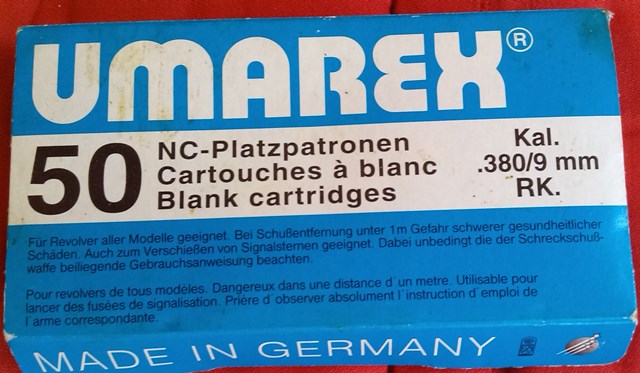 UMAREX®
50
NC-Platzpatronen
Cartouches à blanc
Blank cartridges
Kal.
.380/9 mm
RK.
Für Revolver aller Modelle geeignet. Bei Schußentfernung unter 1m Gefahr schwerer gesundheitlicher
Schäden. Auch zum Verschießen von Signalsternen geeignet. Dabei unbedingt die der Schreckschuß-
waffe beiliegende Gebrauchsanweisung beachten.
Pour revolvers de tous modèles. Dangereux dans une distance d'un metre. Utilisable pour
lancer des fusées de signalisation. Prière d'observer absolument l'instruction d'emploi de
l'arme correspondante.
MADE IN GERMANY